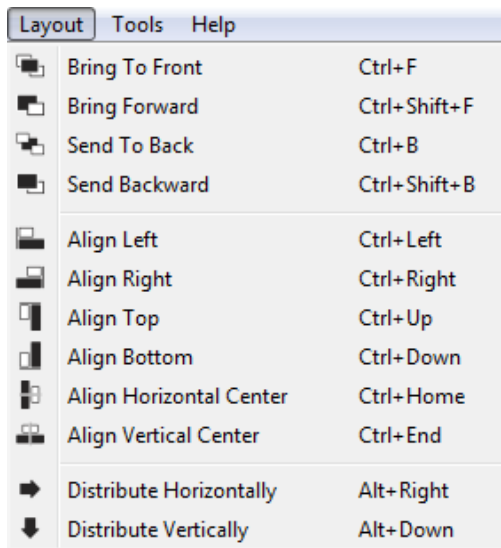 Layout Tools Help
Bring To Front Ctrl+F
Bring Forward Ctrl+Shift+F
Send To Back Ctrl+B
Send Backward Ctrl+Shift+B
Align Left Ctrl+Left
Align Right Ctrl+Right
Align Top Ctrl+Up
Align Bottom Ctrl+Down
Align Horizontal Center Ctrl+Home
Align Vertical Center Ctrl+End
Distribute Horizontally Alt+Right
Distribute Vertically Alt+Down